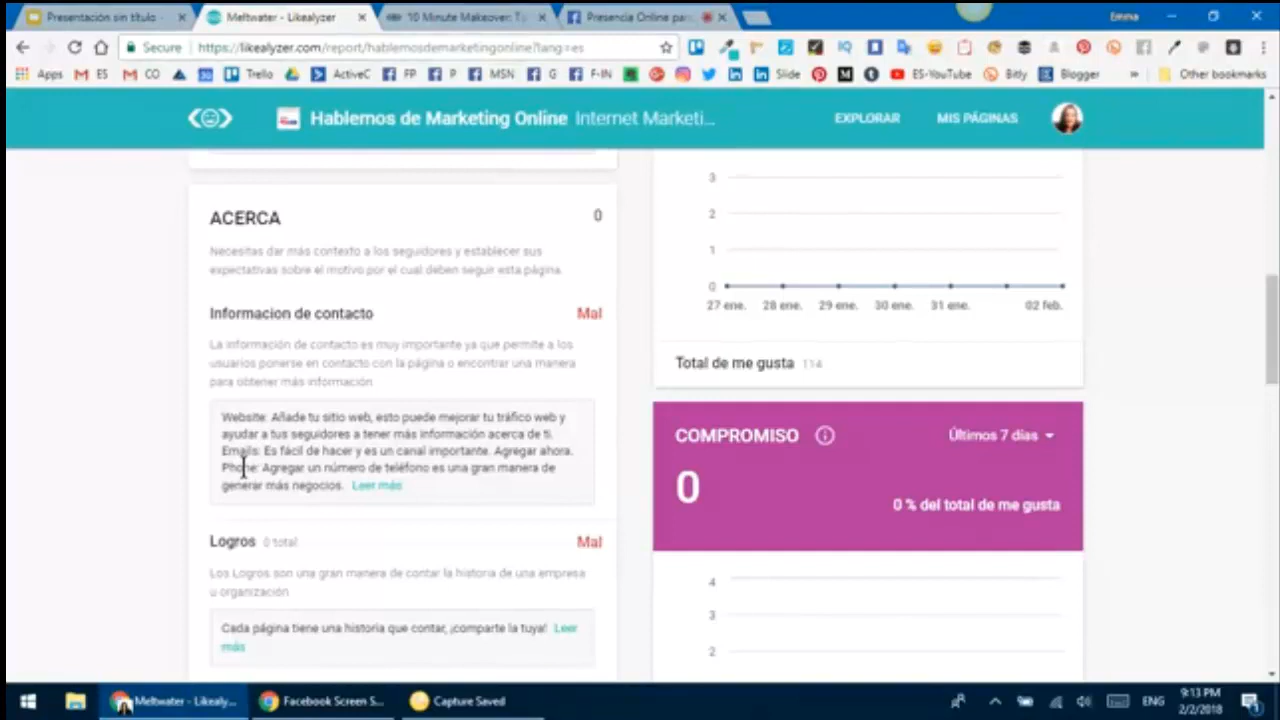 Presentación sin título
Meltwater - Likealyzer
10 Minute Makeover: T
Presencia Online par
Emma
Secure
https://likealyzer.com/report/hablemosdemarketingonline?lang=es
Apps
ES
CO
Trello
ActiveC
FP
P
MSN
G
F-IN
Slide
ES-YouTube
Bitly
Blogger
»
Other bookmarks
Hablemos de Marketing Online Internet Marketi...
EXPLORAR
MIS PÁGINAS
ACERCA
0
Necesitas dar más contexto a los seguidores y establecer sus
expectativas sobre el motivo por el cual deben seguir esta página.
Informacion de contacto
Mal
La información de contacto es muy importante ya que permite a los
usuarios ponerse en contacto con la página o encontrar una manera
para obtener más información
Website: Añade tu sitio web, esto puede mejorar tu tráfico web y
ayudar a tus seguidores a tener más información acerca de ti.
Emails: Es fácil de hacer y es un canal importante. Agregar ahora.
Phone: Agregar un número de teléfono es una gran manera de
generar más negocios. Leer más
Logros 0 total
Mal
Los Logros son una gran manera de contar la historia de una empresa
u organización
Cada página tiene una historia que contar, ¡comparte la tuya! Leer
más
3
2
1
0
27 ene. 28 ene. 29 ene. 30 ene. 31 ene. 02 feb.
Total de me gusta 114
COMPROMISO
Últimos 7 días
0
0 % del total de me gusta
4
3
2
Meltwater - Likealy...
Facebook Screen S...
Capture Saved
ENG
9:13 PM
2/2/2018